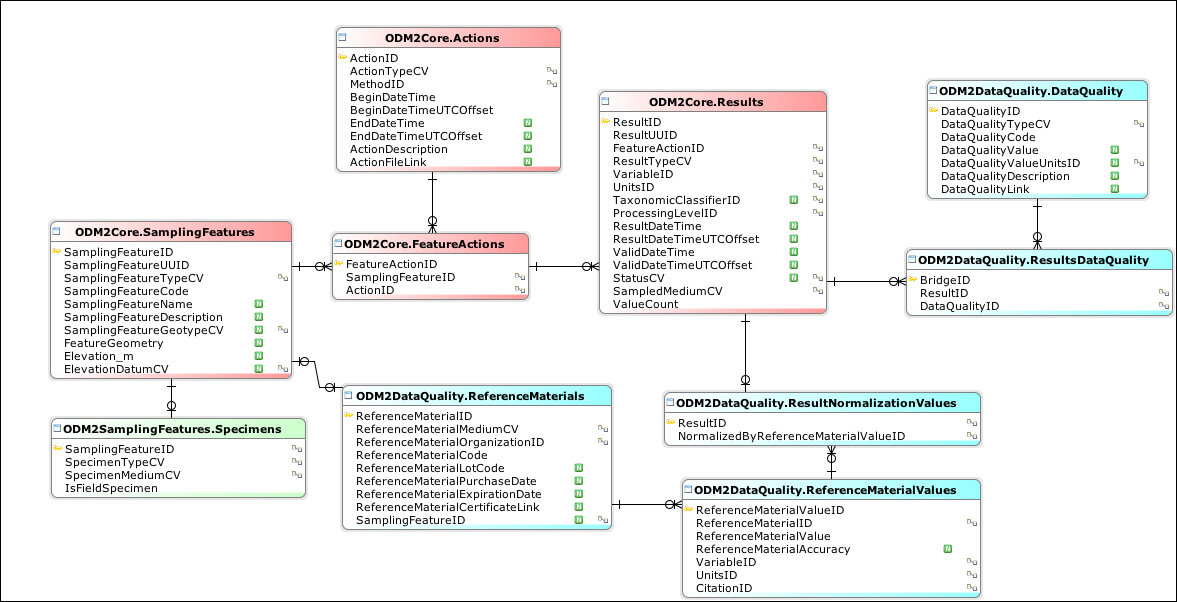 ODM2Core.Actions
ActionID
ActionTypeCV
MethodID
BeginDateTime
BeginDateTimeUTCOffset
EndDateTime N
EndDateTimeUTCOffset N
ActionDescription N
ActionFileLink N
ODM2Core.Results
ResultID
ResultUUID
FeatureActionID
ResultTypeCV
VariableID
UnitsID
TaxonomicClassifierID N
ProcessingLevelID
ResultDateTime N
ResultDateTimeUTCOffset N
ValidDateTime N
ValidDateTimeUTCOffset N
StatusCV N
SampledMediumCV
ValueCount
ODM2DataQuality.DataQuality
DataQualityID
DataQualityTypeCV
DataQualityCode
DataQualityValue N
DataQualityValueUnitsID N
DataQualityDescription N
DataQualityLink N
ODM2Core.SamplingFeatures
SamplingFeatureID
SamplingFeatureUUID
SamplingFeatureTypeCV
SamplingFeatureCode
SamplingFeatureName N
SamplingFeatureDescription N
SamplingFeatureGeotypeCV N
FeatureGeometry N
Elevation_m N
ElevationDatumCV N
ODM2Core.FeatureActions
FeatureActionID
SamplingFeatureID
ActionID
ODM2DataQuality.ResultsDataQuality
BridgeID
ResultID
DataQualityID
ODM2SamplingFeatures.Specimens
SamplingFeatureID
SpecimenTypeCV
SpecimenMediumCV
IsFieldSpecimen
ODM2DataQuality.ReferenceMaterials
ReferenceMaterialID
ReferenceMaterialMediumCV
ReferenceMaterialOrganizationID
ReferenceMaterialCode
ReferenceMaterialLotCode N
ReferenceMaterialPurchaseDate N
ReferenceMaterialExpirationDate N
ReferenceMaterialCertificateLink N
SamplingFeatureID N
ODM2DataQuality.ResultNormalizationValues
ResultID
NormalizedByReferenceMaterialValueID
ODM2DataQuality.ReferenceMaterialValues
ReferenceMaterialValueID
ReferenceMaterialID
ReferenceMaterialValue
ReferenceMaterialAccuracy N
VariableID
UnitsID
CitationID